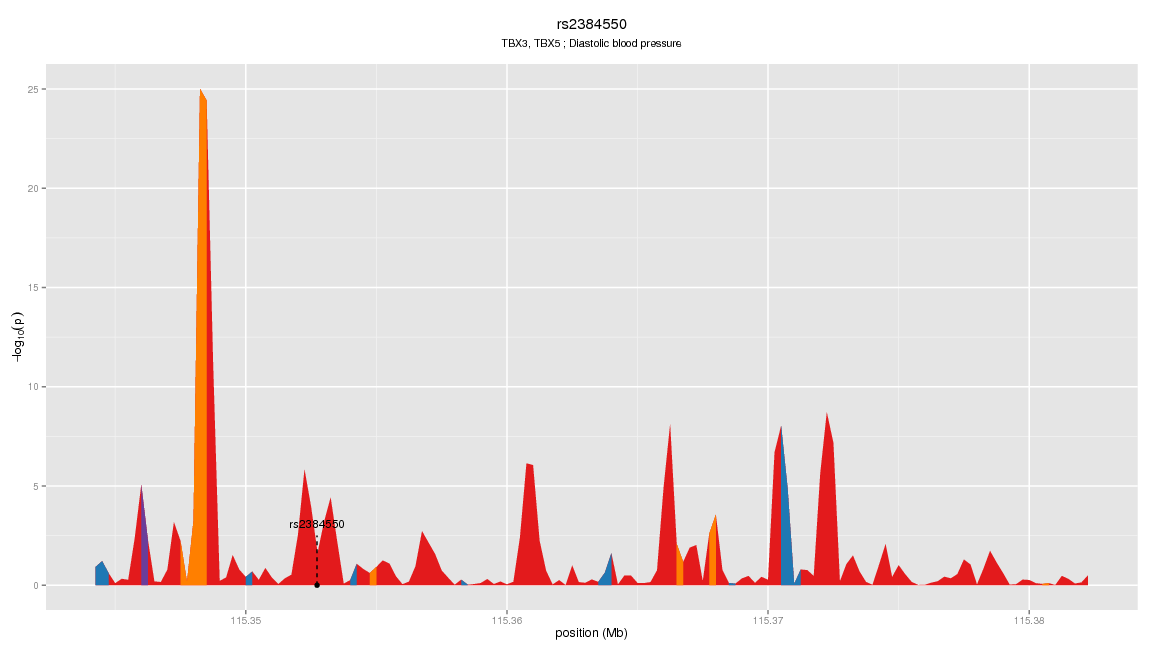 rs2384550
TBX3, TBX5 ; Diastolic blood pressure
25
20
15
10
5
0
−log10(p)
rs2384550
115.35
115.36
115.37
115.38
position (Mb)